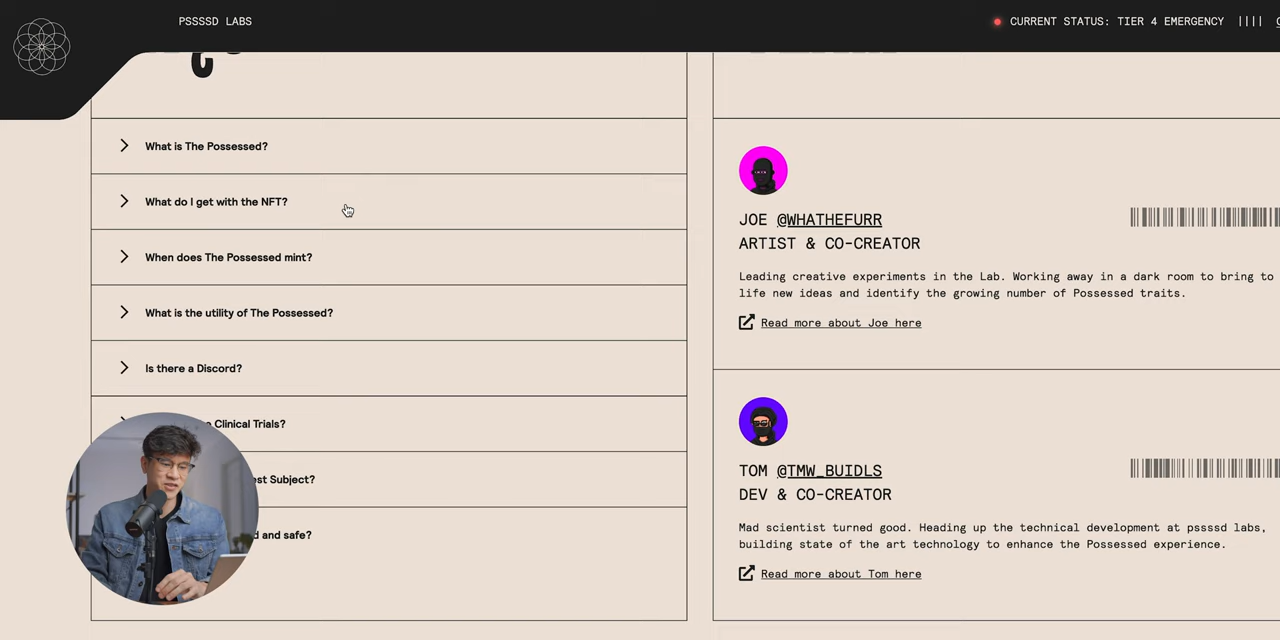 PSSSSD LABS
CURRENT STATUS: TIER 4 EMERGENCY ||||
What is The Possessed?
What do I get with the NFT?
When does The Possessed mint?
What is the utility of The Possessed?
Is there a Discord?
Clinical Trials?
Subject?
and safe?
JOE @WHATHEFURR
ARTIST & CO-CREATOR
Leading creative experiments in the Lab. Working away in a dark room to bring to
life new ideas and identify the growing number of Possessed traits.
Read more about Joe here
TOM @TMW_BUIDLS
DEV & CO-CREATOR
Mad scientist turned good. Heading up the technical development at psssd labs,
building state of the art technology to enhance the Possessed experience.
Read more about Tom here